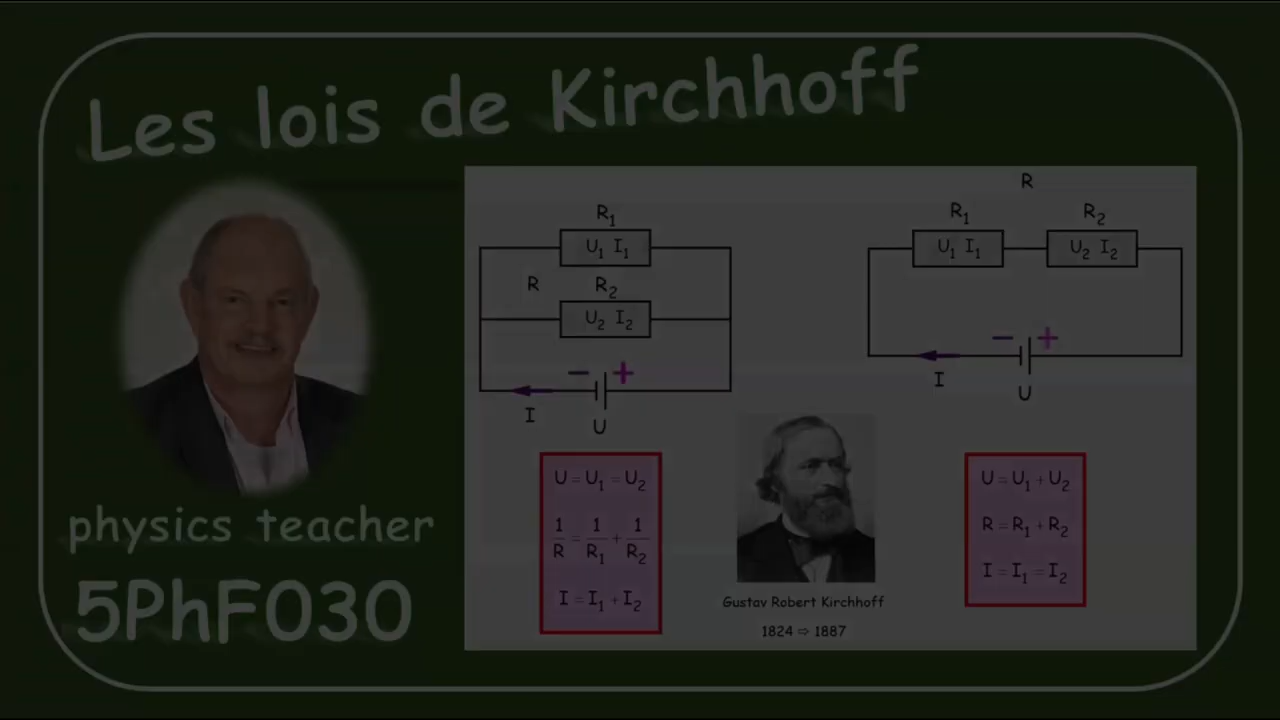 Les lois de Kirchhoff
physics teacher
5PhF030
R₁
U₁ I₁
R
R₂
U₂ I₂
− +
I
U
U = U₁ = U₂
1/R = 1/R₁ + 1/R₂
I = I₁ + I₂
Gustav Robert Kirchhoff
1824 ⇨ 1887
R
R₁ R₂
U₁ I₁ U₂ I₂
− +
I
U
U = U₁ + U₂
R = R₁ + R₂
I = I₁ = I₂